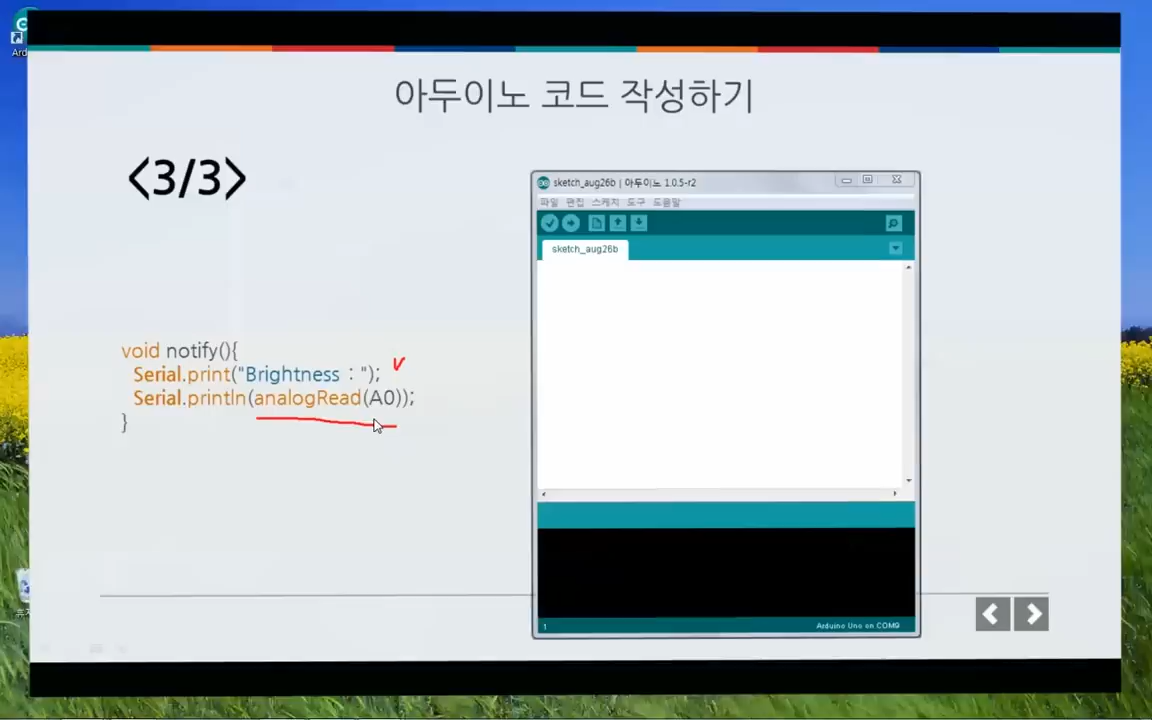 아두이노 코드 작성하기
<3/3>
void notify(){
Serial.print("Brightness : ");
Serial.println(analogRead(A0));
}
sketch_aug26b | 아두이노 1.0.5-r2
파일 편집 스케치 도구 도움말
sketch_aug26b
1
Arduino Uno on COM9